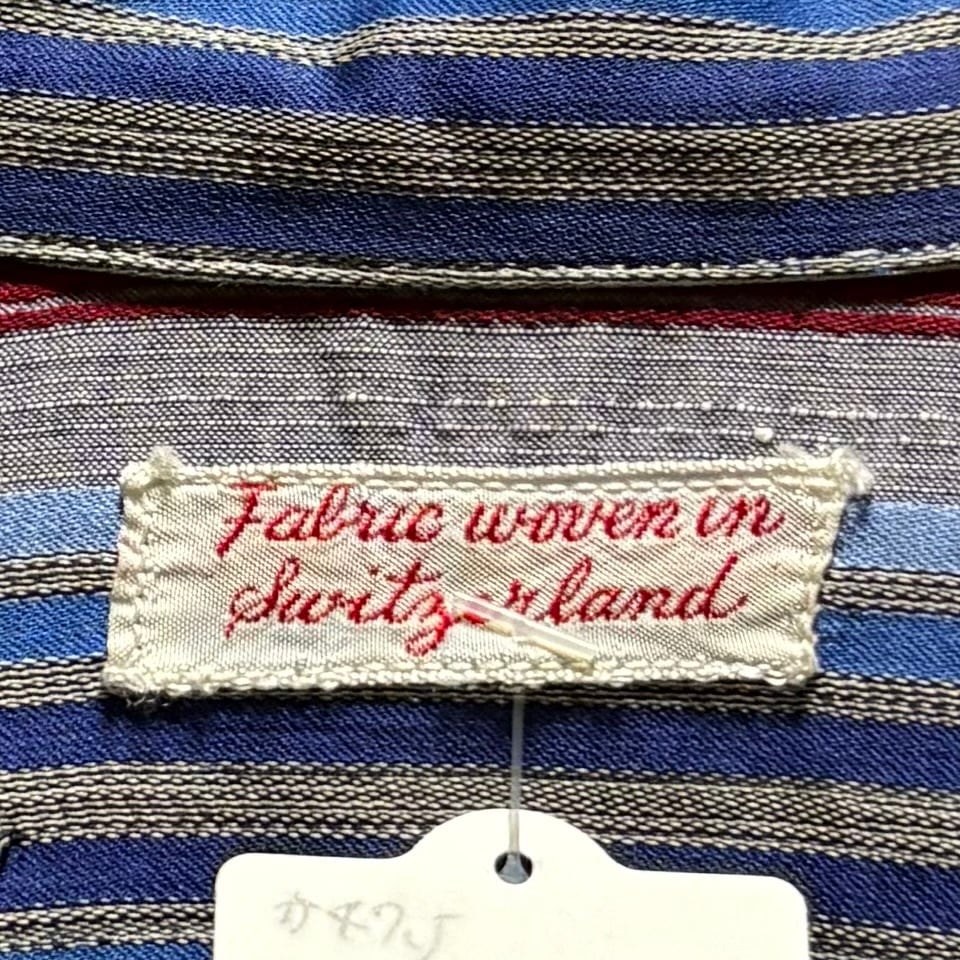 Fabric woven in
Switzerland